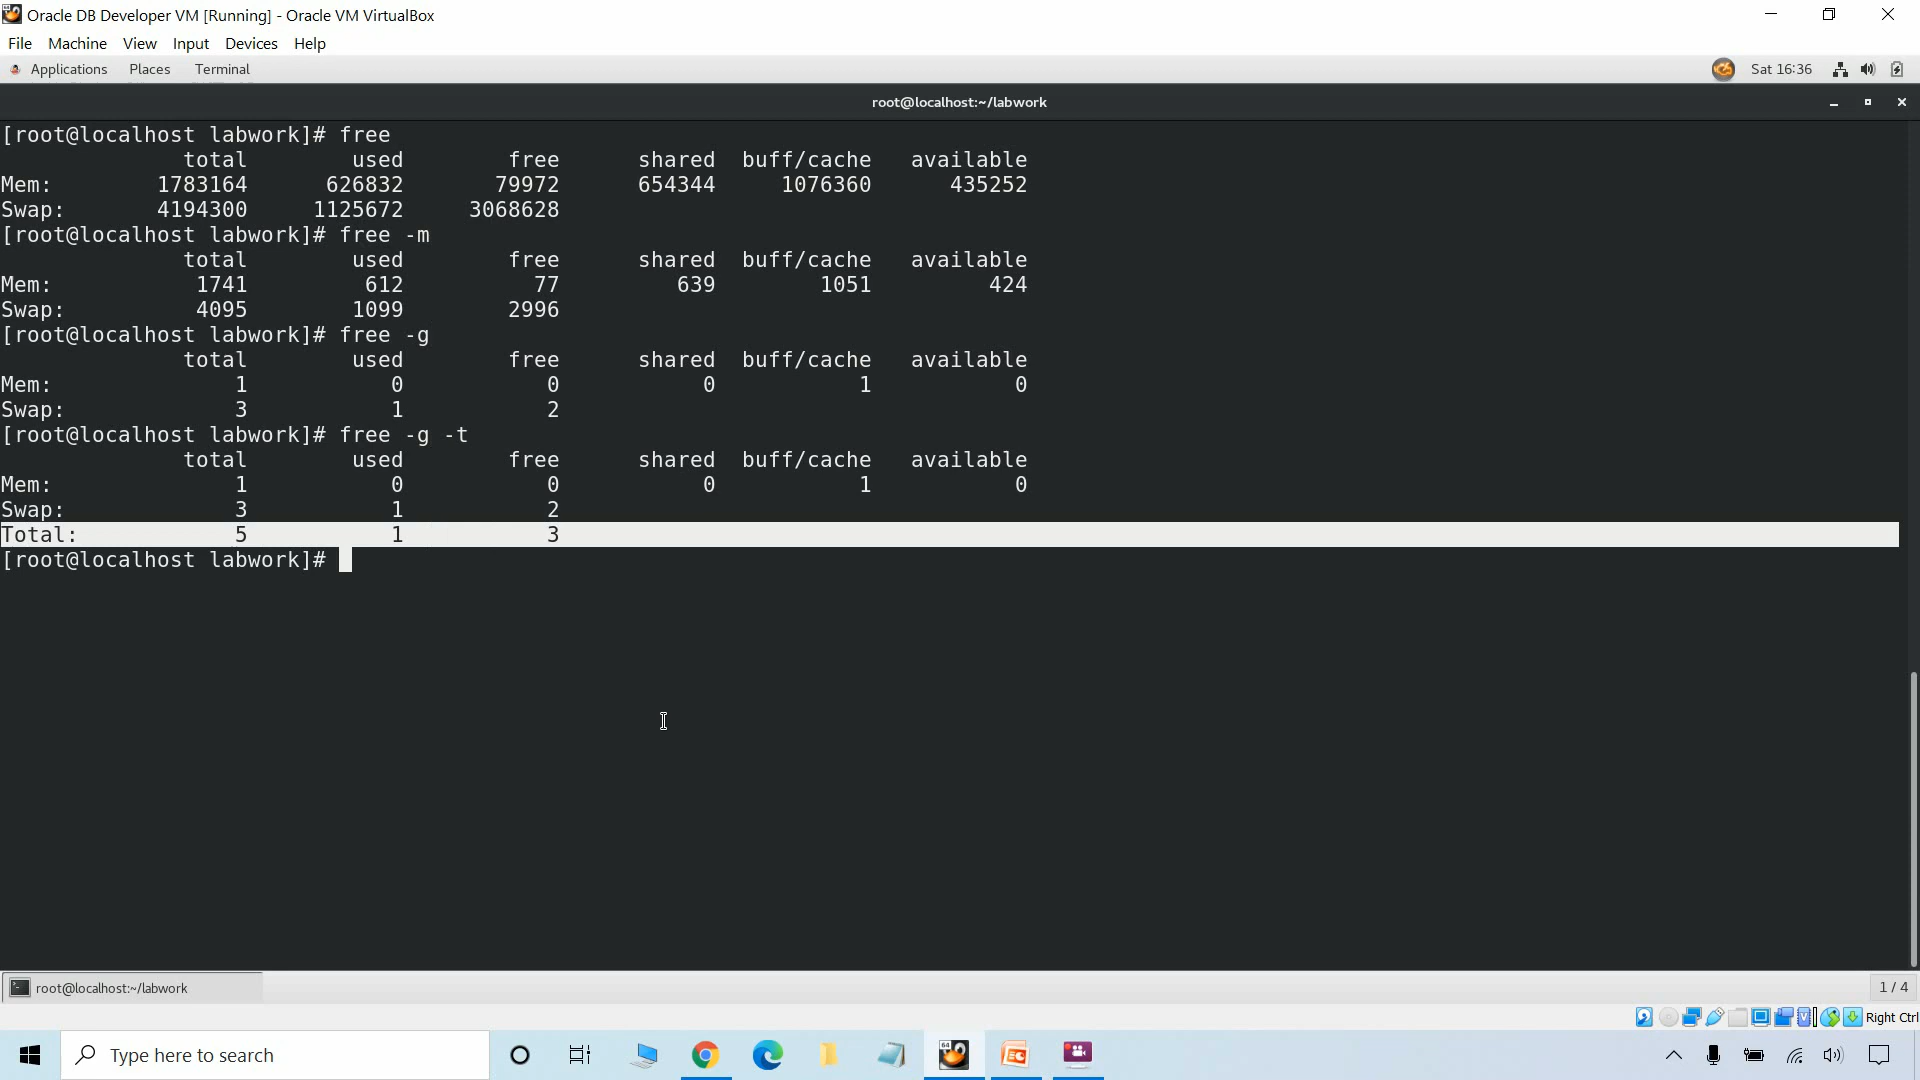 Oracle DB Developer VM [Running] - Oracle VM VirtualBox
File Machine View Input Devices Help
Applications Places Terminal Sat 16:36
root@localhost:~/labwork
[root@localhost labwork]# free
total used free shared buff/cache available
Mem: 1783164 626832 79972 654344 1076360 435252
Swap: 4194300 1125672 3068628
[root@localhost labwork]# free -m
total used free shared buff/cache available
Mem: 1741 612 77 639 1051 424
Swap: 4095 1099 2996
[root@localhost labwork]# free -g
total used free shared buff/cache available
Mem: 1 0 0 0 1 0
Swap: 3 1 2
[root@localhost labwork]# free -g -t
total used free shared buff/cache available
Mem: 1 0 0 0 1 0
Swap: 3 1 2
Total: 5 1 3
[root@localhost labwork]#
root@localhost:~/labwork 1 / 4
Right Ctrl
Type here to search